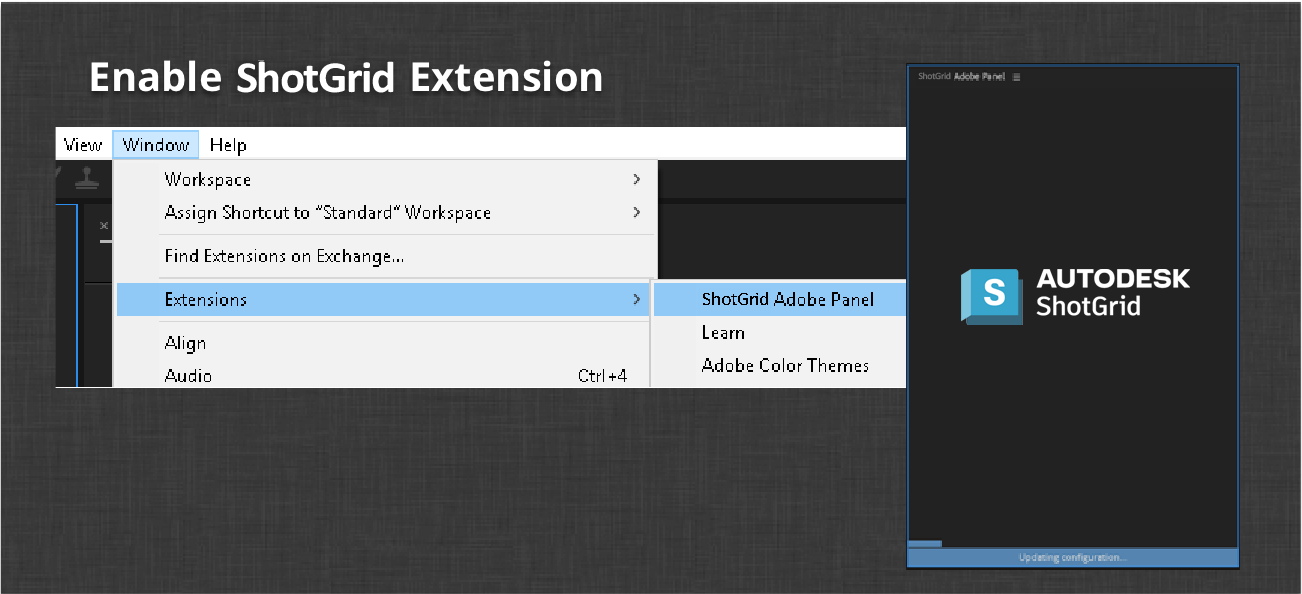 Enable ShotGrid Extension
View Window Help
Workspace
Assign Shortcut to “Standard“ Workspace
Find Extensions on Exchange...
Extensions
Align
Audio Ctrl+4
ShotGrid Adobe Panel
Learn
Adobe Color Themes
ShotGrid Adobe Panel
S
AUTODESK
ShotGrid
Updating configuration...